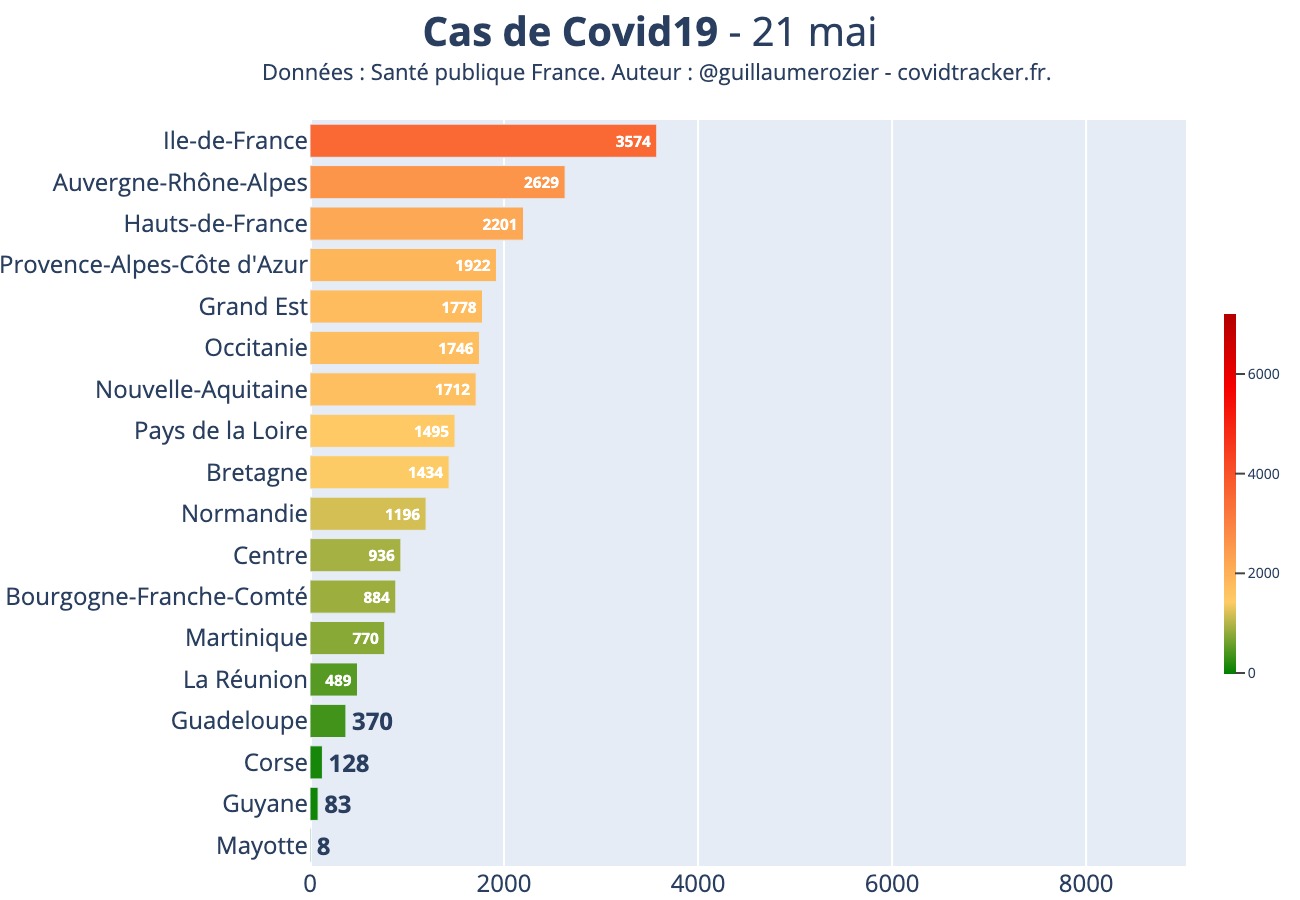 Cas de Covid19 - 21 mai
Données : Santé publique France. Auteur : @guillaumerozier - covidtracker.fr.
Ile-de-France 3574
Auvergne-Rhône-Alpes 2629
Hauts-de-France 2201
Provence-Alpes-Côte d'Azur 1922
Grand Est 1778
Occitanie 1746
Nouvelle-Aquitaine 1712
Pays de la Loire 1495
Bretagne 1434
Normandie 1196
Centre 936
Bourgogne-Franche-Comté 884
Martinique 770
La Réunion 489
Guadeloupe 370
Corse 128
Guyane 83
Mayotte 8
0 2000 4000 6000 8000
6000
4000
2000
0